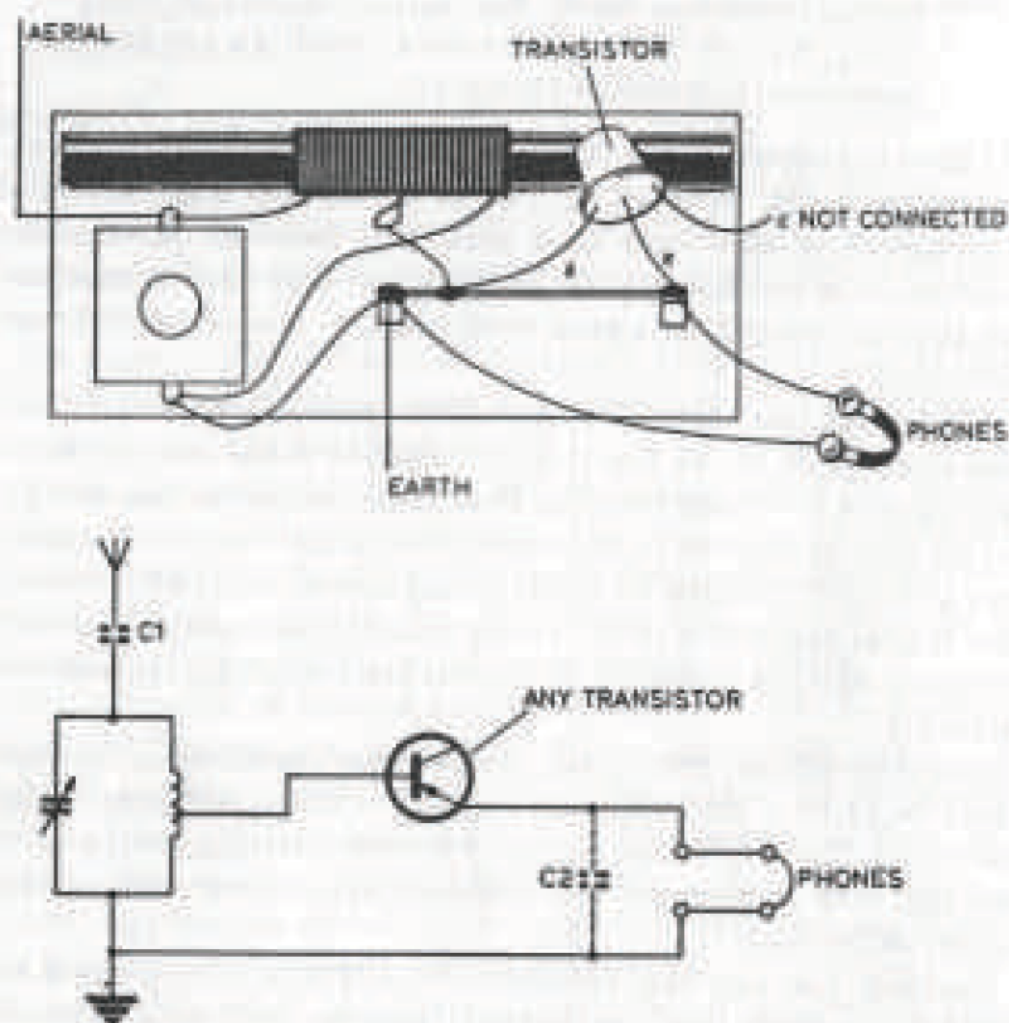 AERIAL
TRANSISTOR
c NOT CONNECTED
PHONES
EARTH
C1
ANY TRANSISTOR
C2
PHONES